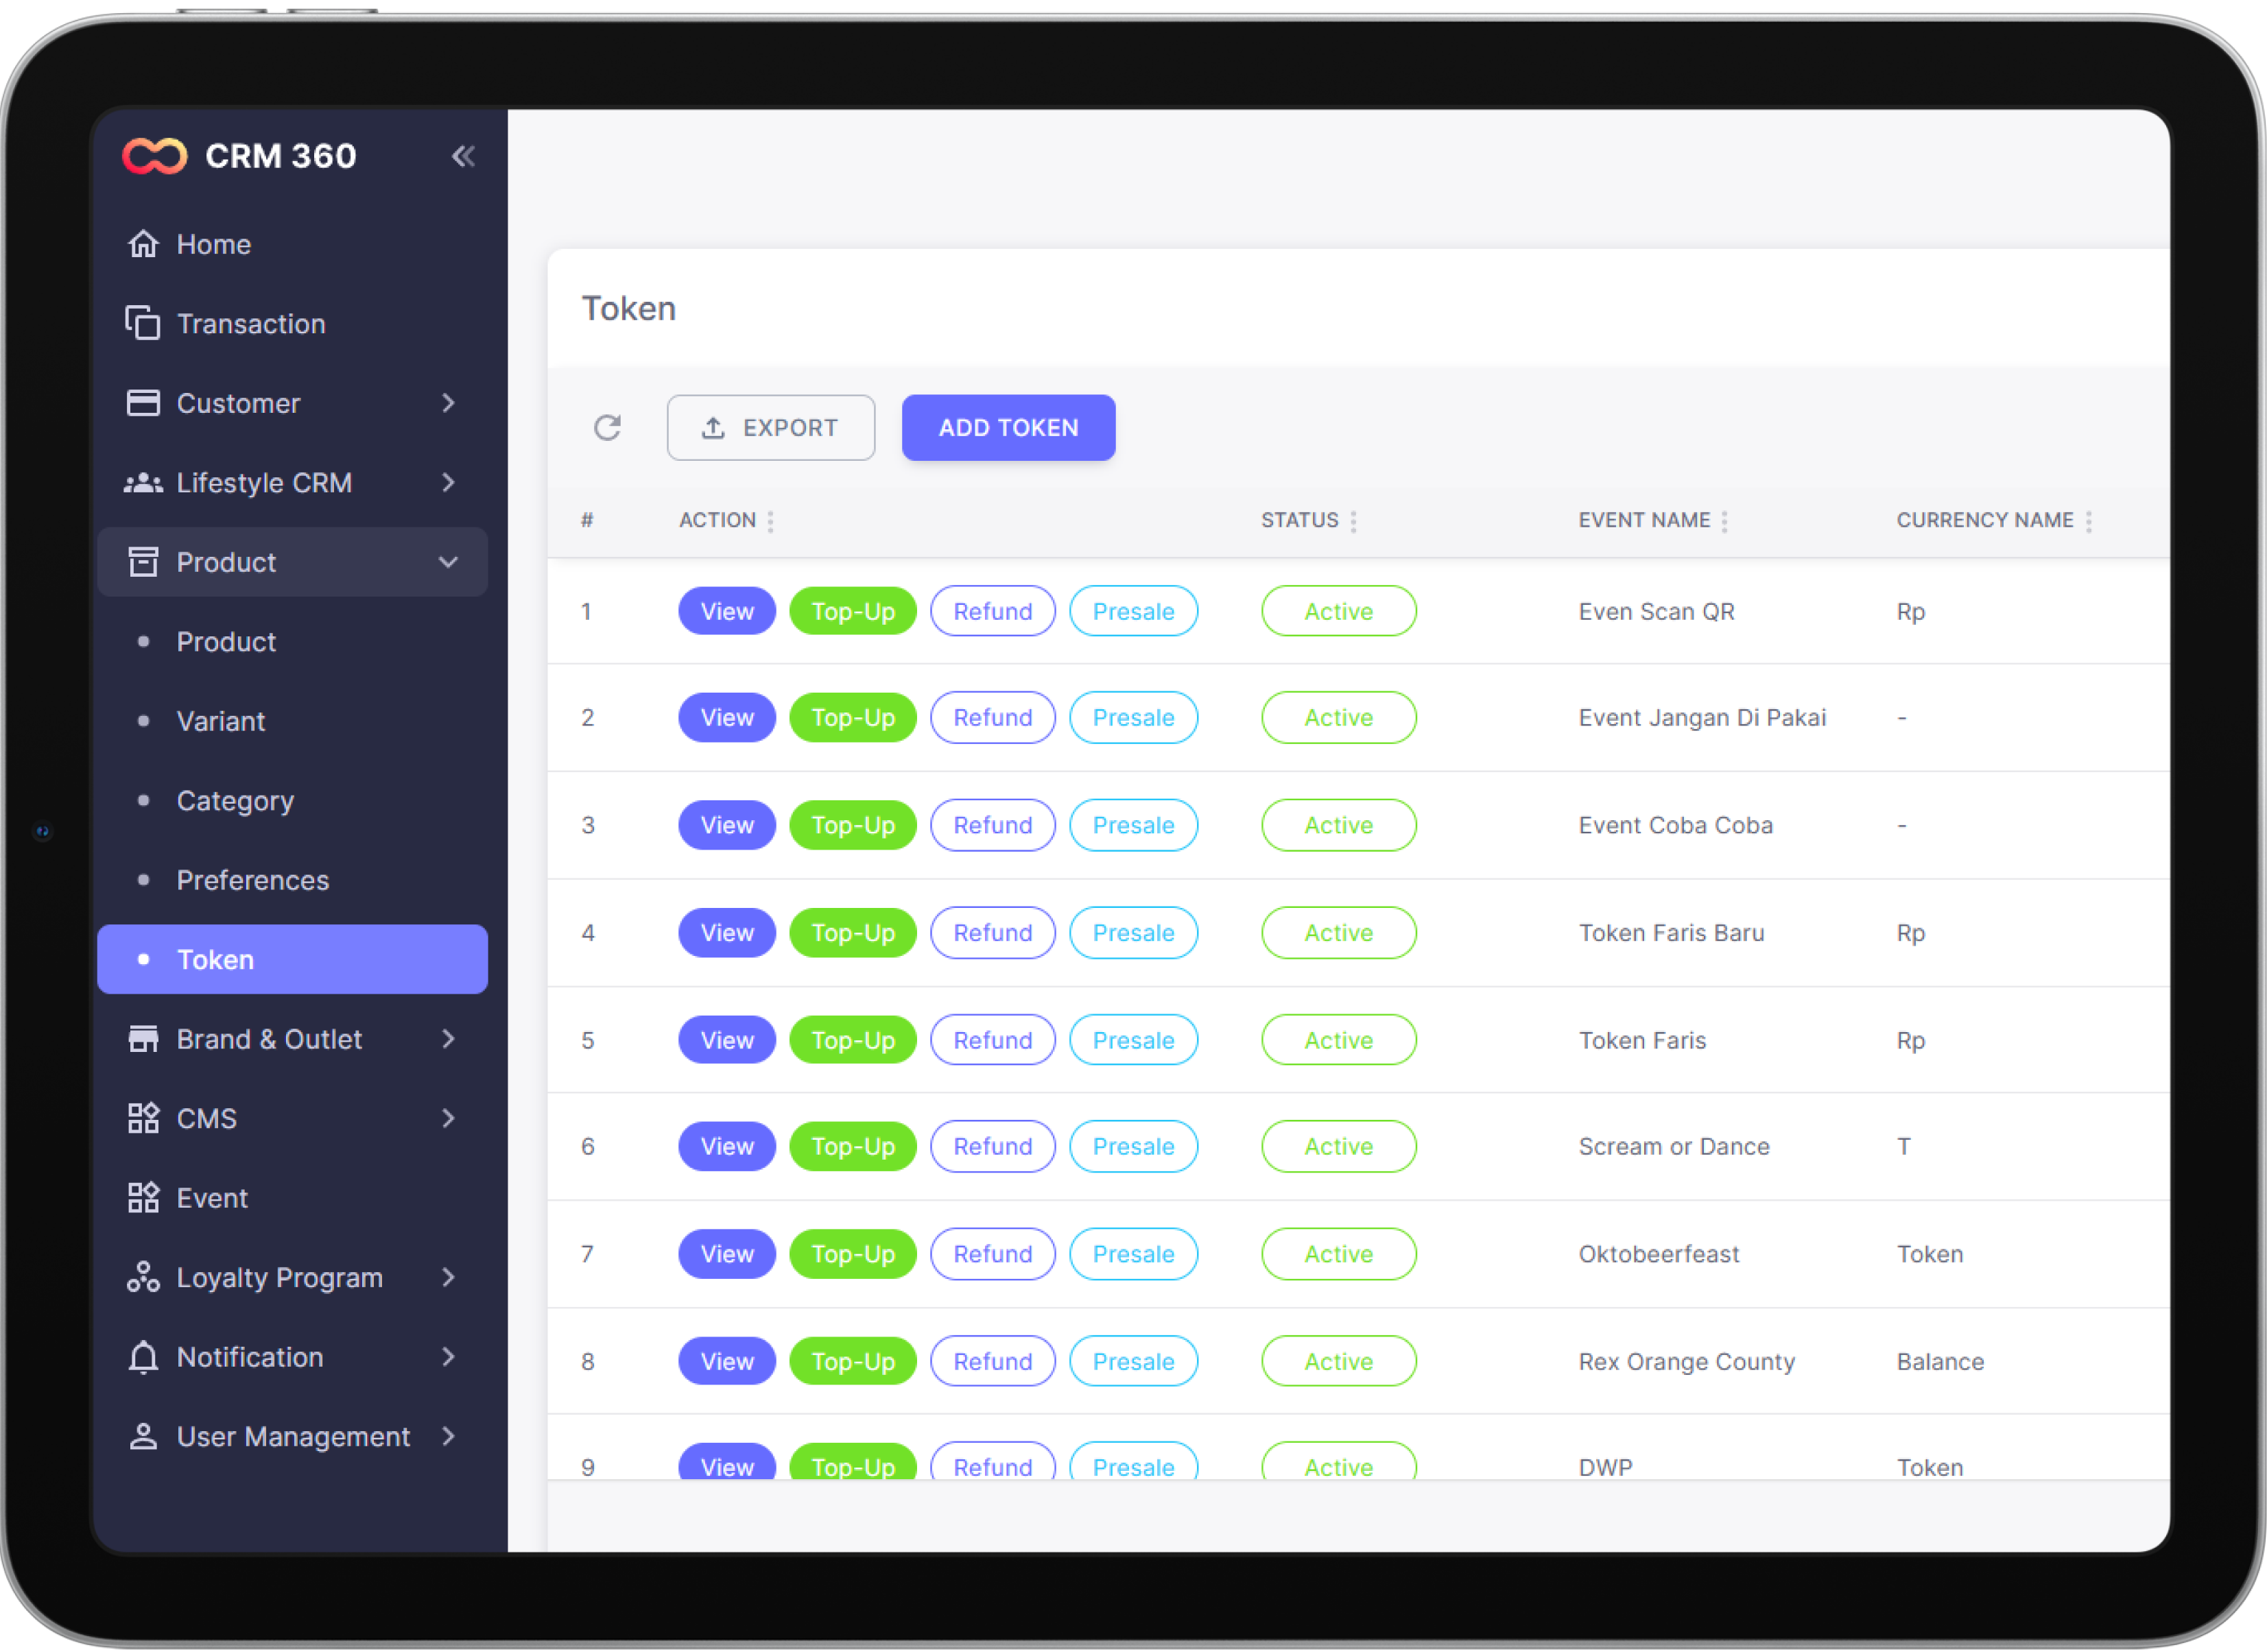 CRM 360
Home
Transaction
Customer
Lifestyle CRM
Product
Product
Variant
Category
Preferences
Token
Brand & Outlet
CMS
Event
Loyalty Program
Notification
User Management
Token
EXPORT ADD TOKEN
# ACTION STATUS EVENT NAME CURRENCY NAME
1 View Top-Up Refund Presale Active Even Scan QR Rp
2 View Top-Up Refund Presale Active Event Jangan Di Pakai -
3 View Top-Up Refund Presale Active Event Coba Coba -
4 View Top-Up Refund Presale Active Token Faris Baru Rp
5 View Top-Up Refund Presale Active Token Faris Rp
6 View Top-Up Refund Presale Active Scream or Dance T
7 View Top-Up Refund Presale Active Oktobeerfeast Token
8 View Top-Up Refund Presale Active Rex Orange County Balance
9 View Top-Up Refund Presale Active DWP Token